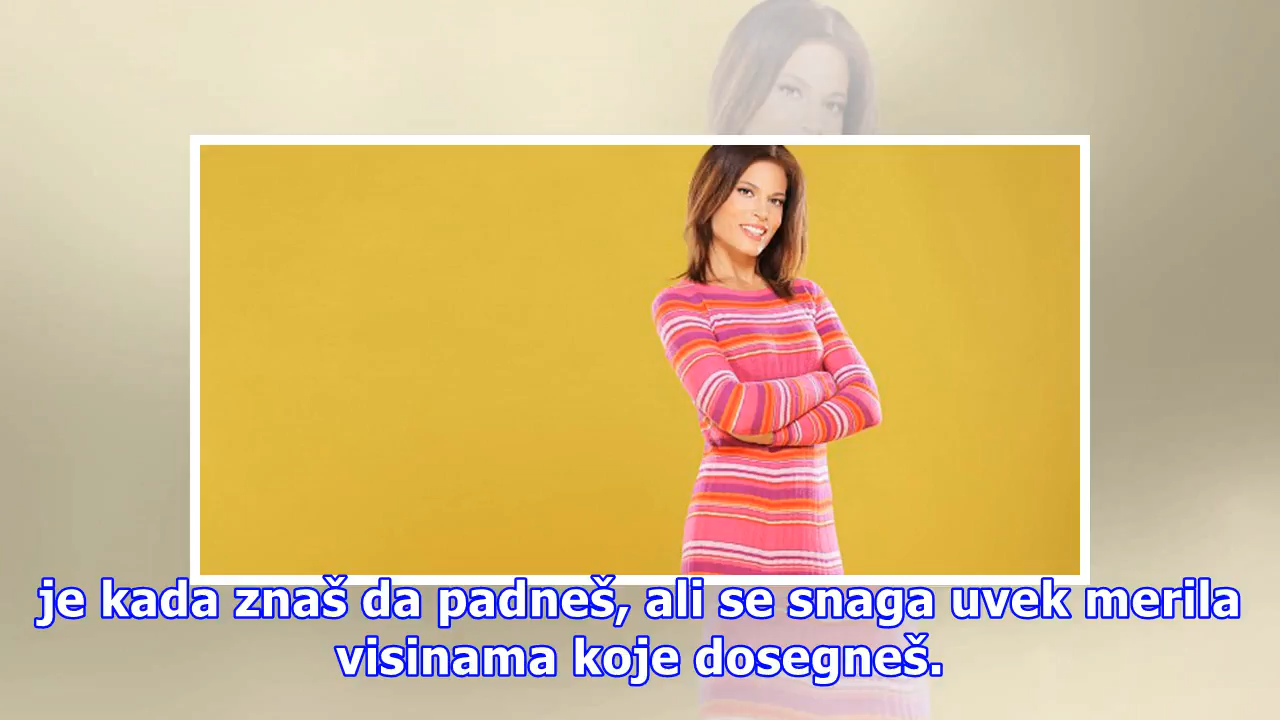 je kada znaš da padneš, ali se snaga uvek merila
visinama koje dosegneš.